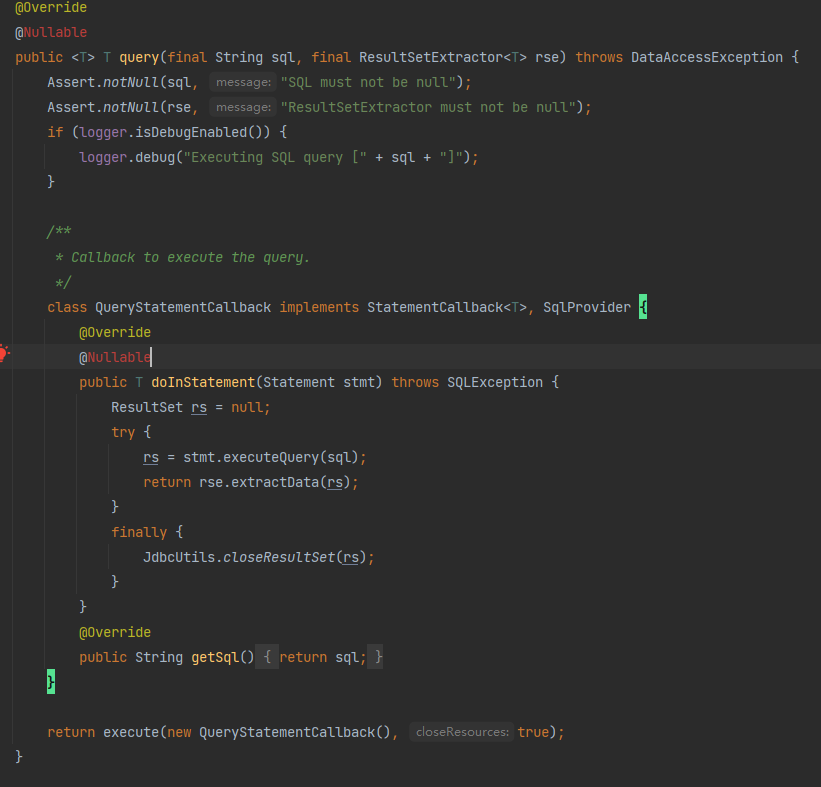 @Override
@Nullable
public <T> T query(final String sql, final ResultSetExtractor<T> rse) throws DataAccessException {
    Assert.notNull(sql, message: "SQL must not be null");
    Assert.notNull(rse, message: "ResultSetExtractor must not be null");
    if (logger.isDebugEnabled()) {
        logger.debug("Executing SQL query [" + sql + "]");
    }
    /**
     * Callback to execute the query.
     */
    class QueryStatementCallback implements StatementCallback<T>, SqlProvider {
        @Override
        @Nullable
        public T doInStatement(Statement stmt) throws SQLException {
            ResultSet rs = null;
            try {
                rs = stmt.executeQuery(sql);
                return rse.extractData(rs);
            }
            finally {
                JdbcUtils.closeResultSet(rs);
            }
        }
        @Override
        public String getSql() { return sql; }
    }
    return execute(new QueryStatementCallback(), closeResources: true);
}